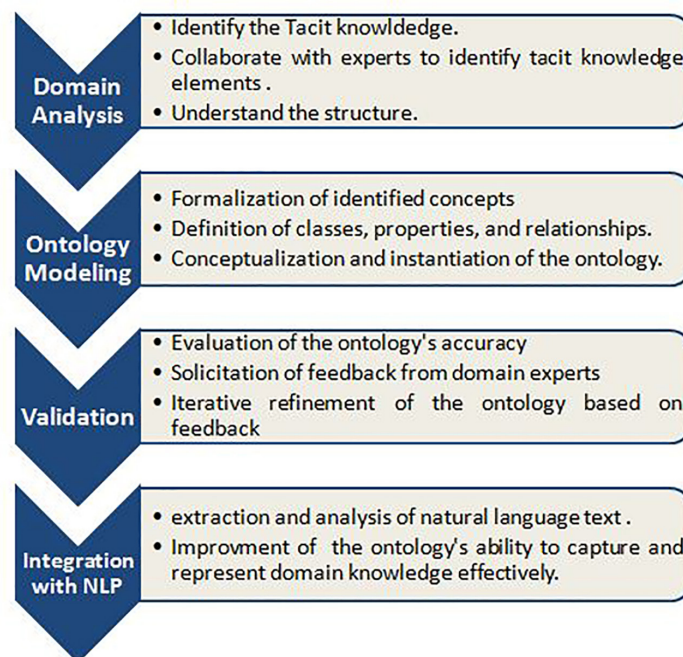 Domain
Analysis
• Identify the Tacit knowldedge.
• Collaborate with experts to identify tacit knowledge
elements .
• Understand the structure.
Ontology
Modeling
• Formalization of identified concepts
• Definition of classes, properties, and relationships.
• Conceptualization and instantiation of the ontology.
Validation
• Evaluation of the ontology's accuracy
• Solicitation of feedback from domain experts
• Iterative refinement of the ontology based on
feedback
Integration
with NLP
• extraction and analysis of natural language text .
• Improvment of the ontology's ability to capture and
represent domain knowledge effectively.